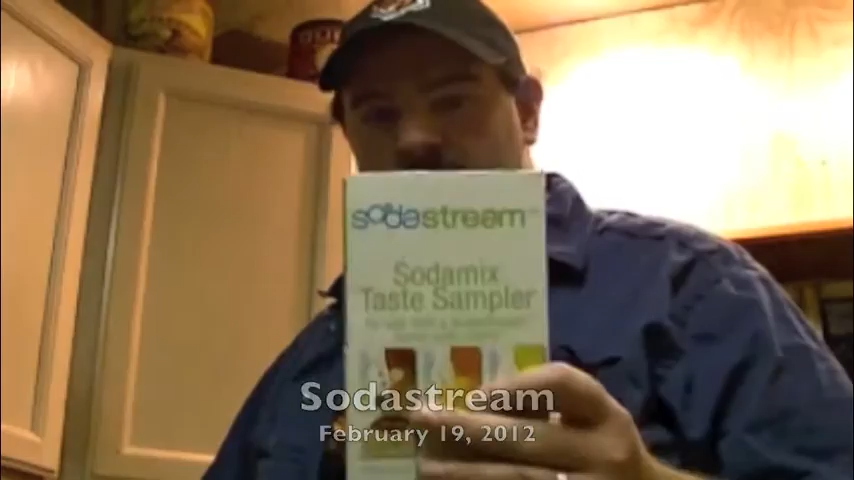 sodastream
Sodamix
Taste Sampler
Sodastream
February 19, 2012